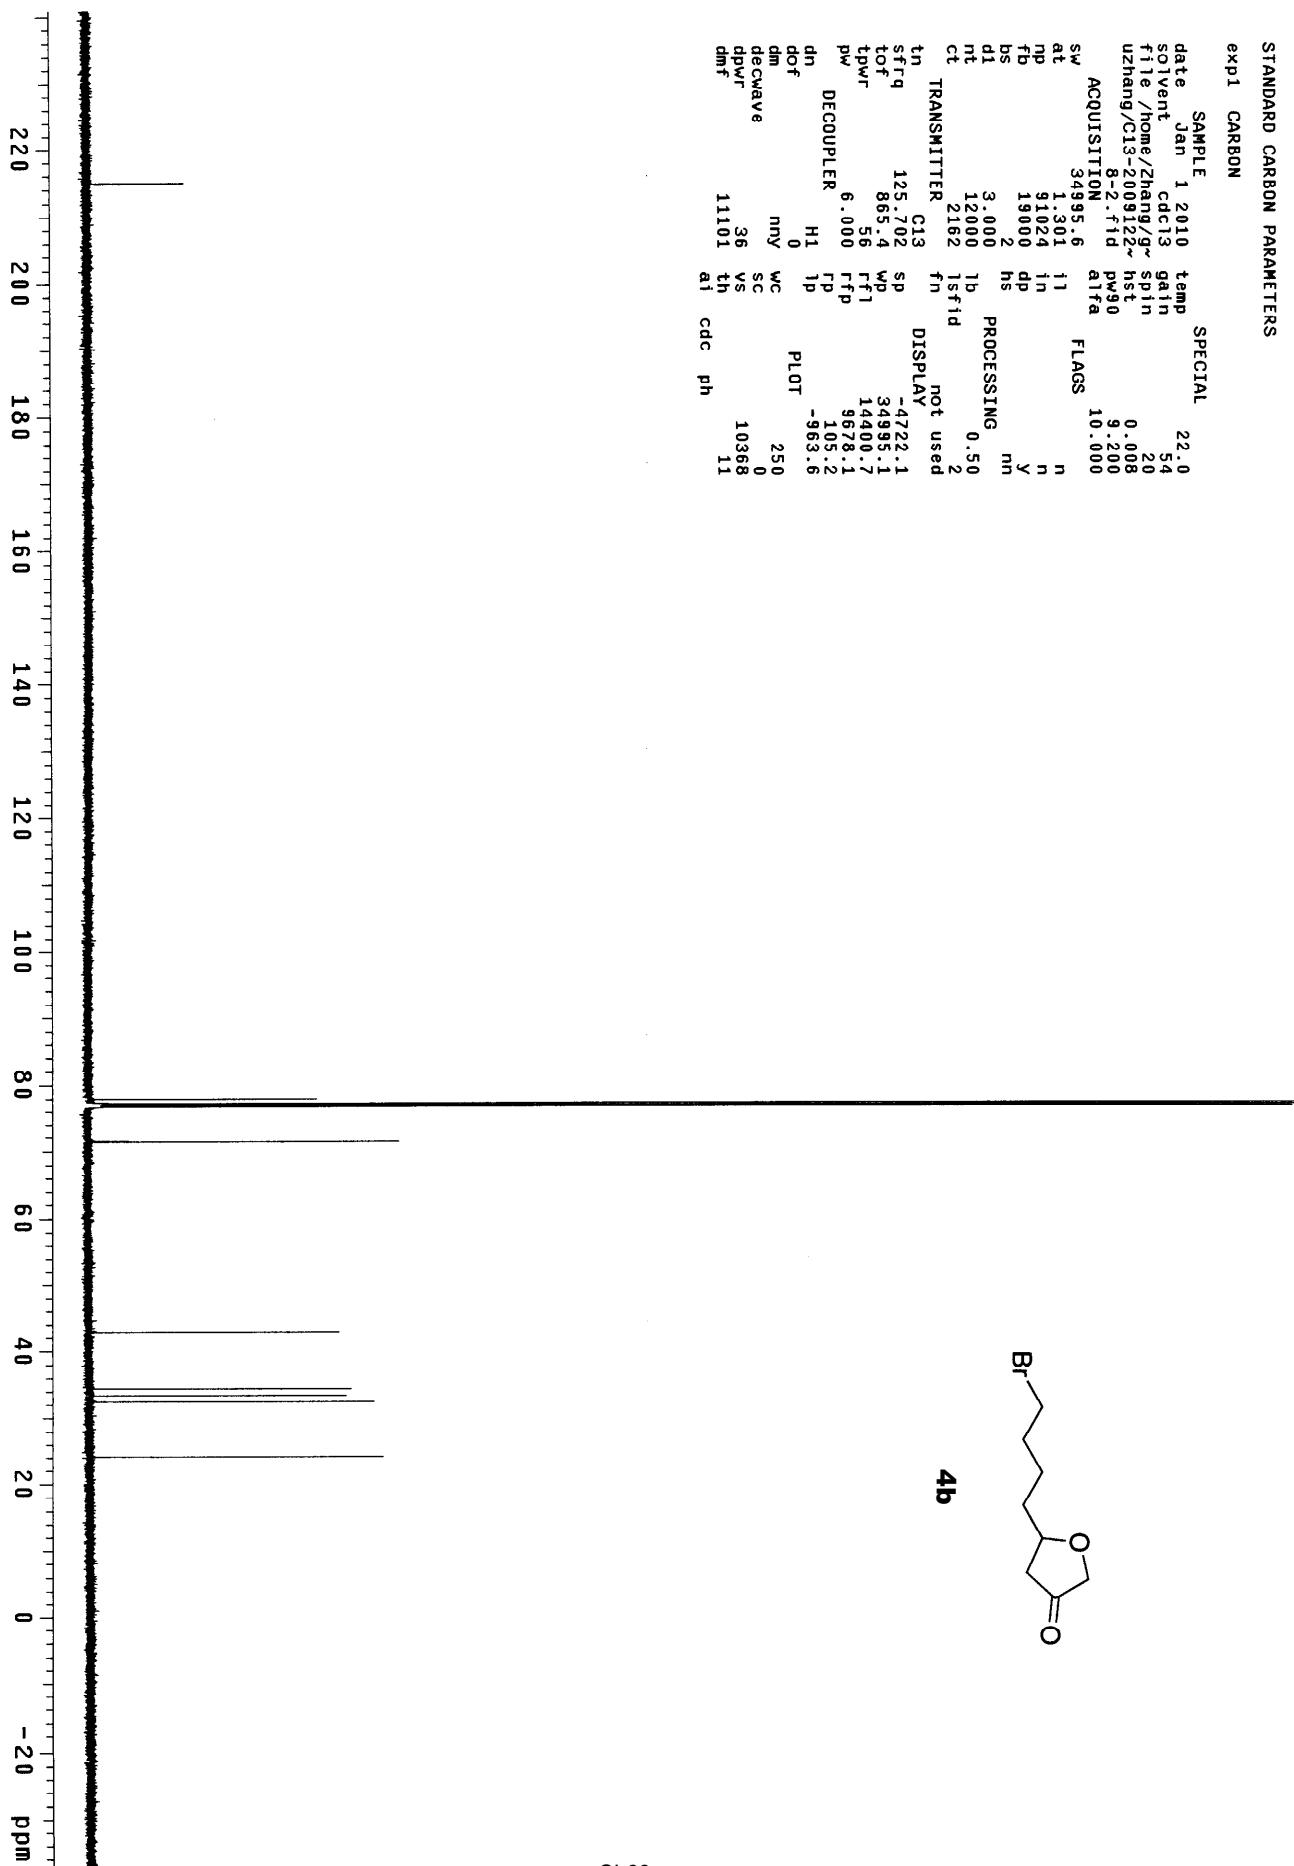 STANDARD CARBON PARAMETERS
exp1 CARBON
SAMPLE SPECIAL
date Jan 1 2010 temp 22.0
solvent cdcl3 gain 54
file /home/Zhang/g~ spin 20
uzhang/C13-2009122~ hst 0.008
8-2.fid pw90 9.200
ACQUISITION alfa 10.000
sw 34995.6 FLAGS
at 1.301 il n
np 91024 in n
fb 19000 dp y
bs 2 hs nn
d1 3.000 PROCESSING
nt 12000 lb 0.50
ct 2162 lsfid 2
TRANSMITTER fn not used
tn C13 DISPLAY
sfrq 125.702 sp -4722.1
tof 865.4 wp 34995.1
tpwr 56 rfl 14400.7
pw 6.000 rfp 9678.1
DECOUPLER rp 105.2
dn H1 lp -963.6
dof 0 PLOT
dm nny wc 250
decwave sc 0
dpwr 36 vs 10368
dmf 11101 th 11
ai cdc ph
Br
O
O
4b
220 200 180 160 140 120 100 80 60 40 20 0 -20 ppm